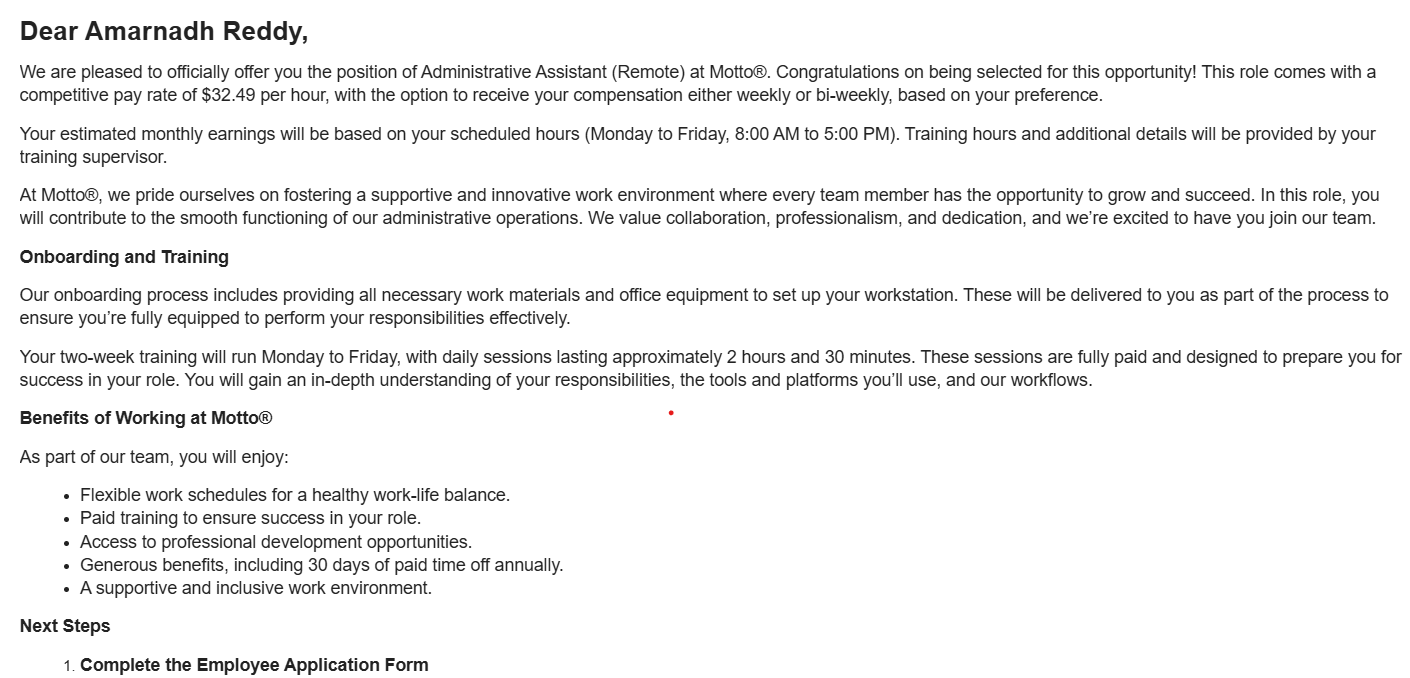 Dear Amarnadh Reddy,
We are pleased to officially offer you the position of Administrative Assistant (Remote) at Motto®. Congratulations on being selected for this opportunity! This role comes with a
competitive pay rate of $32.49 per hour, with the option to receive your compensation either weekly or bi-weekly, based on your preference.
Your estimated monthly earnings will be based on your scheduled hours (Monday to Friday, 8:00 AM to 5:00 PM). Training hours and additional details will be provided by your
training supervisor.
At Motto®, we pride ourselves on fostering a supportive and innovative work environment where every team member has the opportunity to grow and succeed. In this role, you
will contribute to the smooth functioning of our administrative operations. We value collaboration, professionalism, and dedication, and we’re excited to have you join our team.
Onboarding and Training
Our onboarding process includes providing all necessary work materials and office equipment to set up your workstation. These will be delivered to you as part of the process to
ensure you’re fully equipped to perform your responsibilities effectively.
Your two-week training will run Monday to Friday, with daily sessions lasting approximately 2 hours and 30 minutes. These sessions are fully paid and designed to prepare you for
success in your role. You will gain an in-depth understanding of your responsibilities, the tools and platforms you’ll use, and our workflows.
Benefits of Working at Motto®
As part of our team, you will enjoy:
• Flexible work schedules for a healthy work-life balance.
• Paid training to ensure success in your role.
• Access to professional development opportunities.
• Generous benefits, including 30 days of paid time off annually.
• A supportive and inclusive work environment.
Next Steps
1. Complete the Employee Application Form